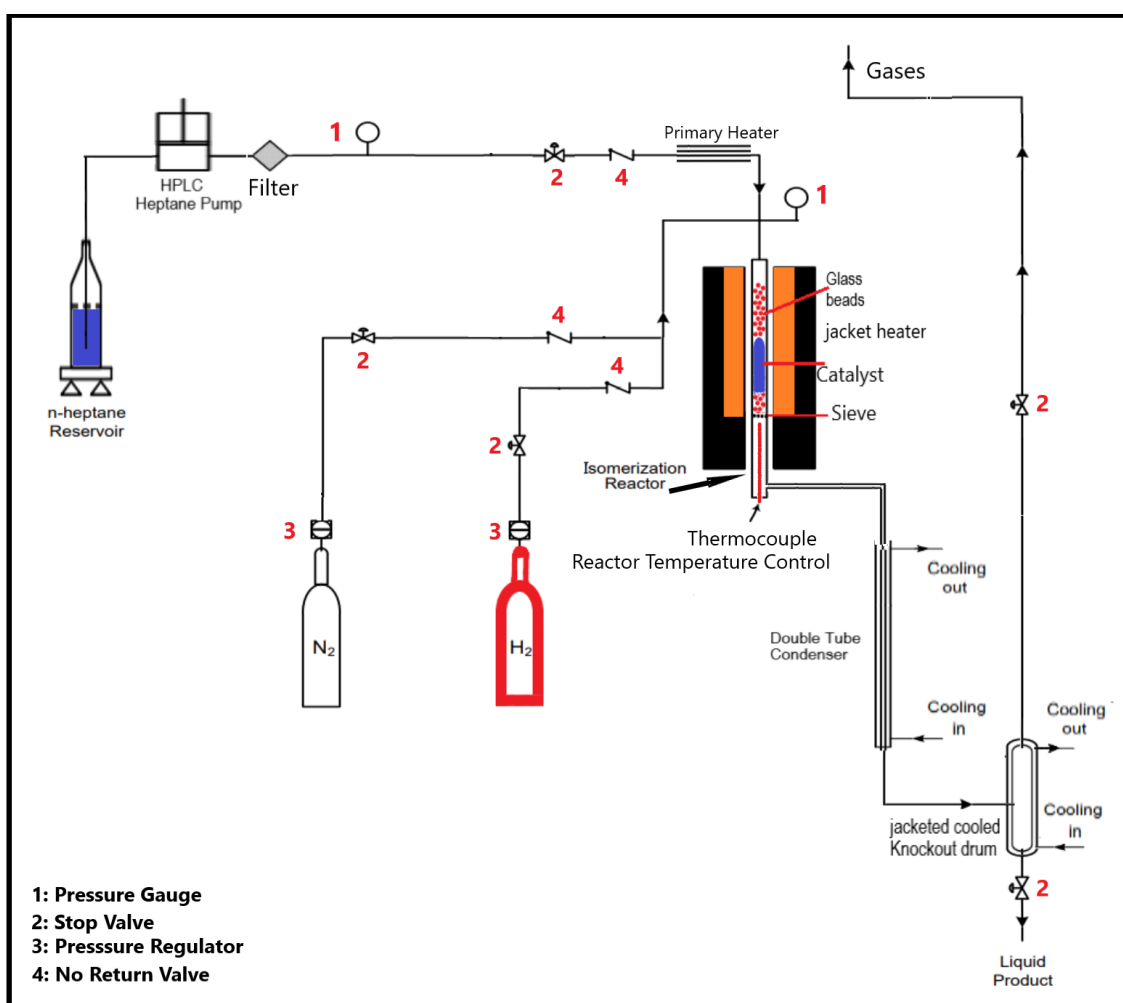 Gases
1
Primary Heater
HPLC
Heptane Pump
Filter
2
4
1
Glass
beads
4
jacket heater
2
4
Catalyst
n-heptane
Reservoir
Sieve
2
2
Isomerization
Reactor
3
3
Thermocouple
Reactor Temperature Control
Cooling
out
N2
H2
Double Tube
Condenser
Cooling
in
Cooling
out
Cooling
in
jacketed cooled
Knockout drum
2
1: Pressure Gauge
2: Stop Valve
3: Presssure Regulator
4: No Return Valve
Liquid
Product